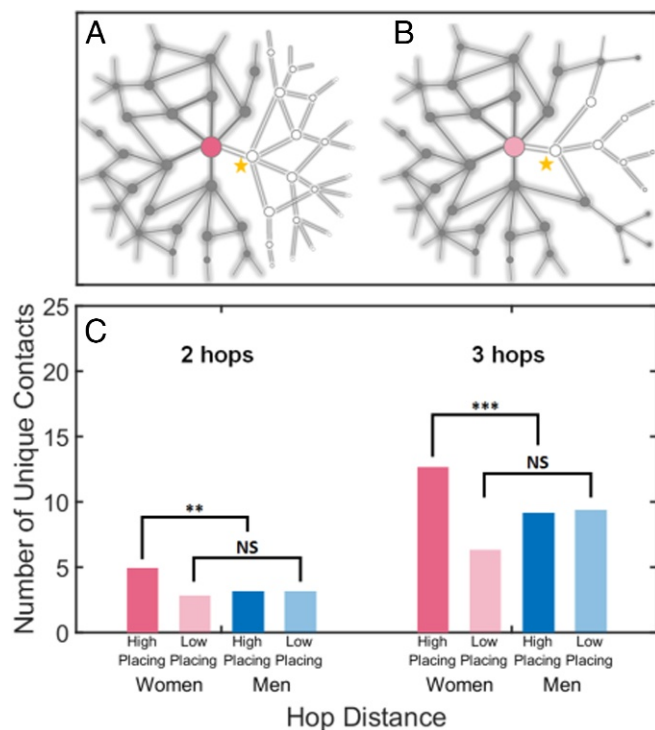 A
B
C
25
20
15
10
5
0
Number of Unique Contacts
2 hops
3 hops
**
NS
***
NS
High Placing
Low Placing
High Placing
Low Placing
Women
Men
High Placing
Low Placing
High Placing
Low Placing
Women
Men
Hop Distance